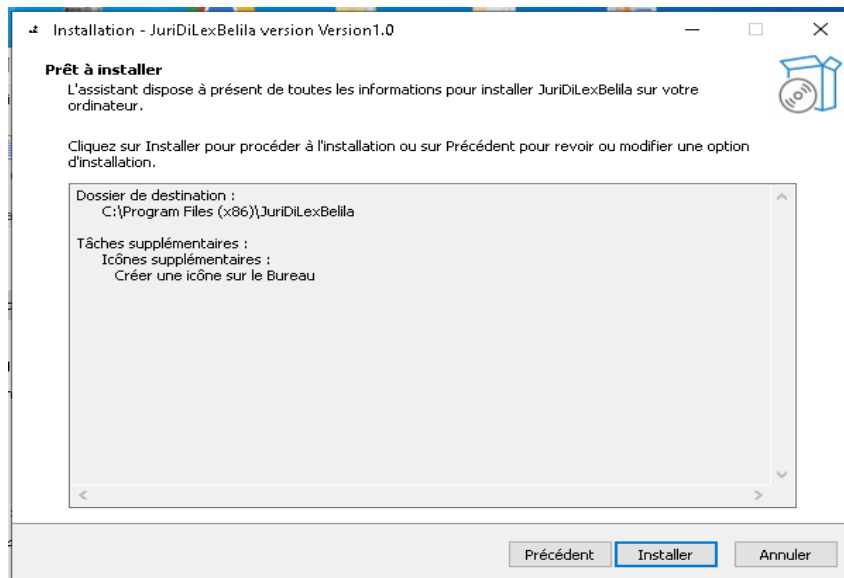 Installation - JuriDiLexBelila version Version1.0
Prêt à installer
L'assistant dispose à présent de toutes les informations pour installer JuriDiLexBelila sur votre
ordinateur.
Cliquez sur Installer pour procéder à l'installation ou sur Précédent pour revoir ou modifier une option
d'installation.
Dossier de destination :
C:\Program Files (x86)\JuriDiLexBelila
Tâches supplémentaires :
Icônes supplémentaires :
Créer une icône sur le Bureau
Précédent
Installer
Annuler